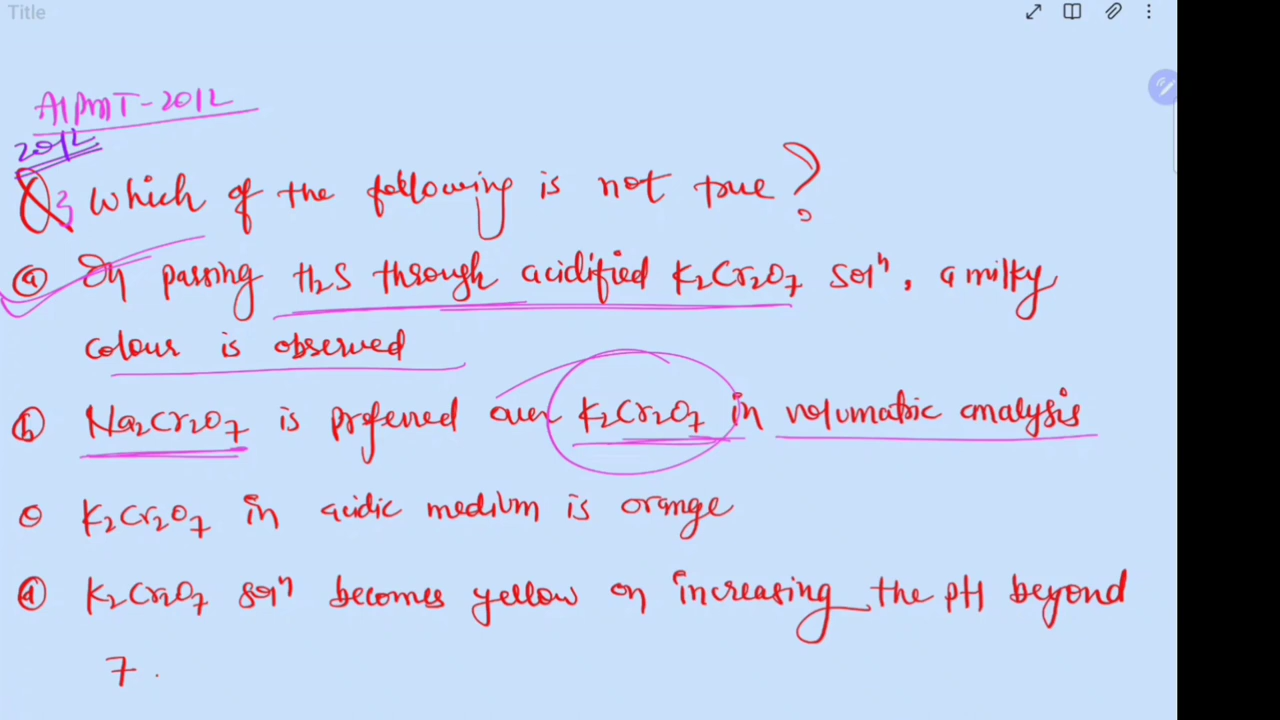 Title
AIPMT-2012
2012
Q3 Which of the following is not true?
(a) On passing H2S through acidified K2Cr2O7 solⁿ, a milky
colour is observed
(b) Na2Cr2O7 is preferred over K2Cr2O7 in volumatric analysis
(c) K2Cr2O7 in acidic medium is orange
(d) K2Cr2O7 solⁿ becomes yellow on increasing the pH beyond
7.